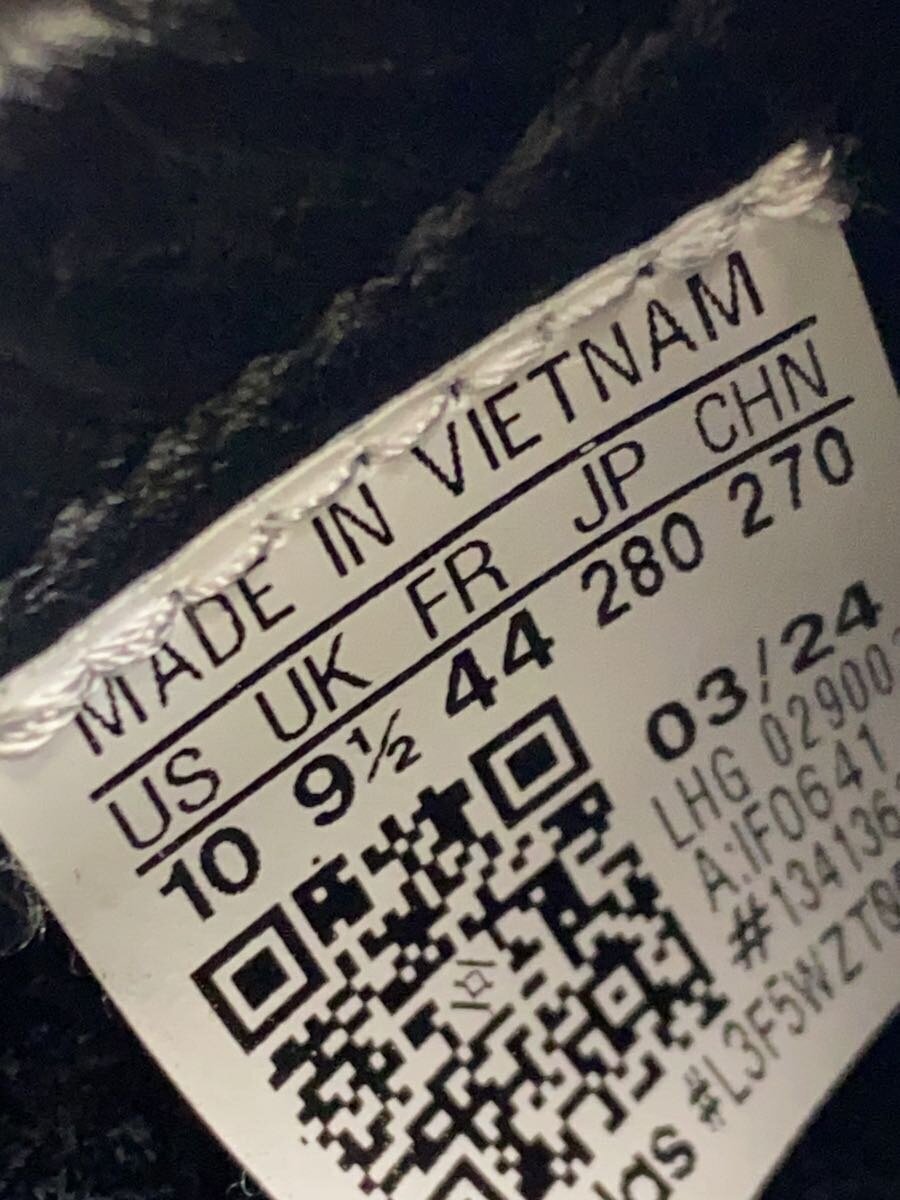 MADE IN VIETNAM
US UK FR JP CHN
10 9½ 44 280 270
03/24
LHG 02900
A:IF0641
#134136
#L3F5WZT